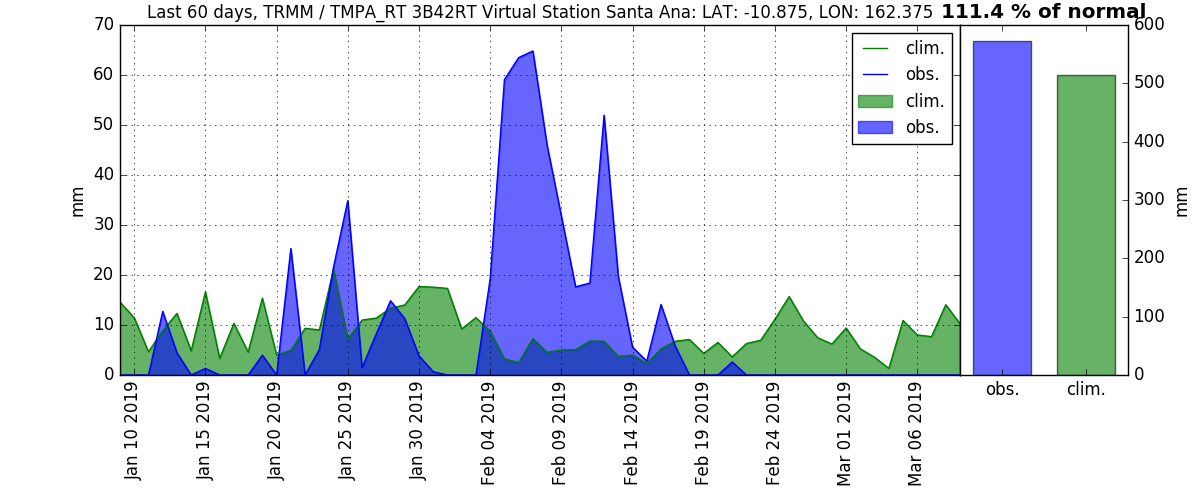 Last 60 days, TRMM / TMPA_RT 3B42RT Virtual Station Santa Ana: LAT: -10.875, LON: 162.375
111.4 % of normal
70
60
50
40
30
20
10
0
mm
clim.
obs.
clim.
obs.
600
500
400
300
200
100
0
mm
obs.
clim.
Jan 10 2019
Jan 15 2019
Jan 20 2019
Jan 25 2019
Jan 30 2019
Feb 04 2019
Feb 09 2019
Feb 14 2019
Feb 19 2019
Feb 24 2019
Mar 01 2019
Mar 06 2019